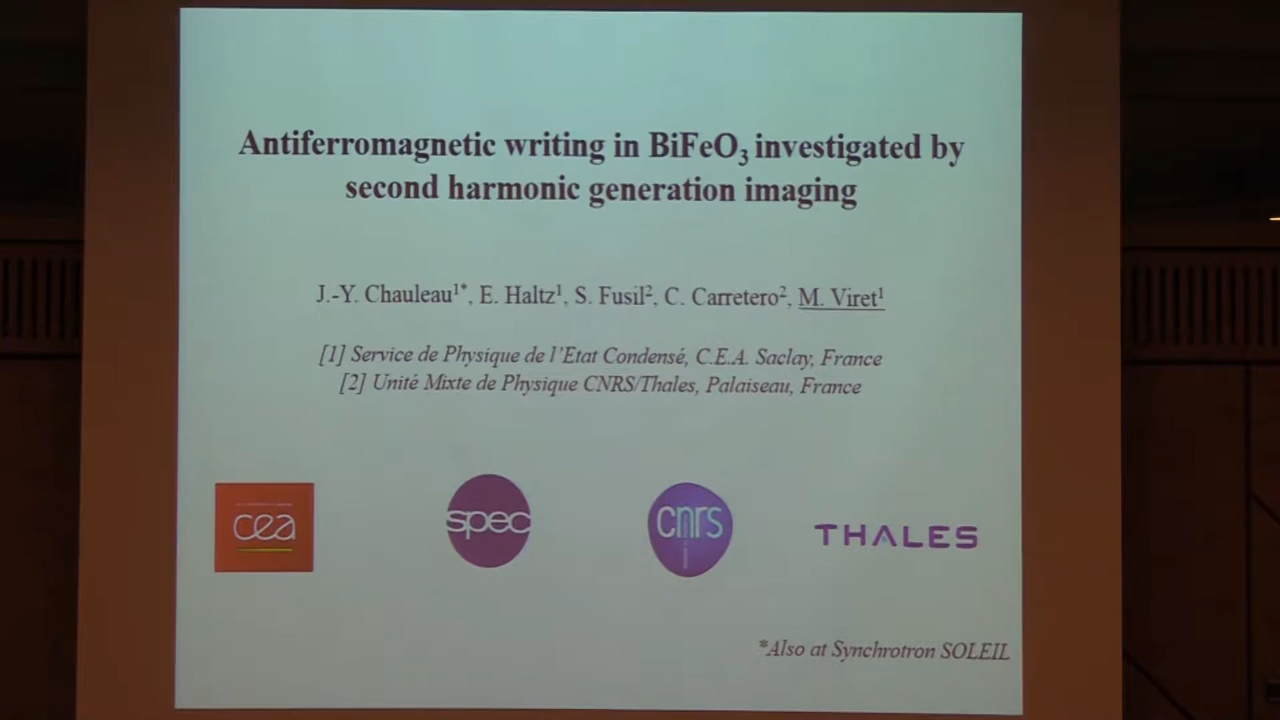 Antiferromagnetic writing in BiFeO₃ investigated by
second harmonic generation imaging
J.-Y. Chauleau¹*, E. Haltz¹, S. Fusil², C. Carretero², M. Viret¹
[1] Service de Physique de l'Etat Condensé, C.E.A. Saclay, France
[2] Unité Mixte de Physique CNRS/Thales, Palaiseau, France
cea
spec
cnrs
THALES
*Also at Synchrotron SOLEIL